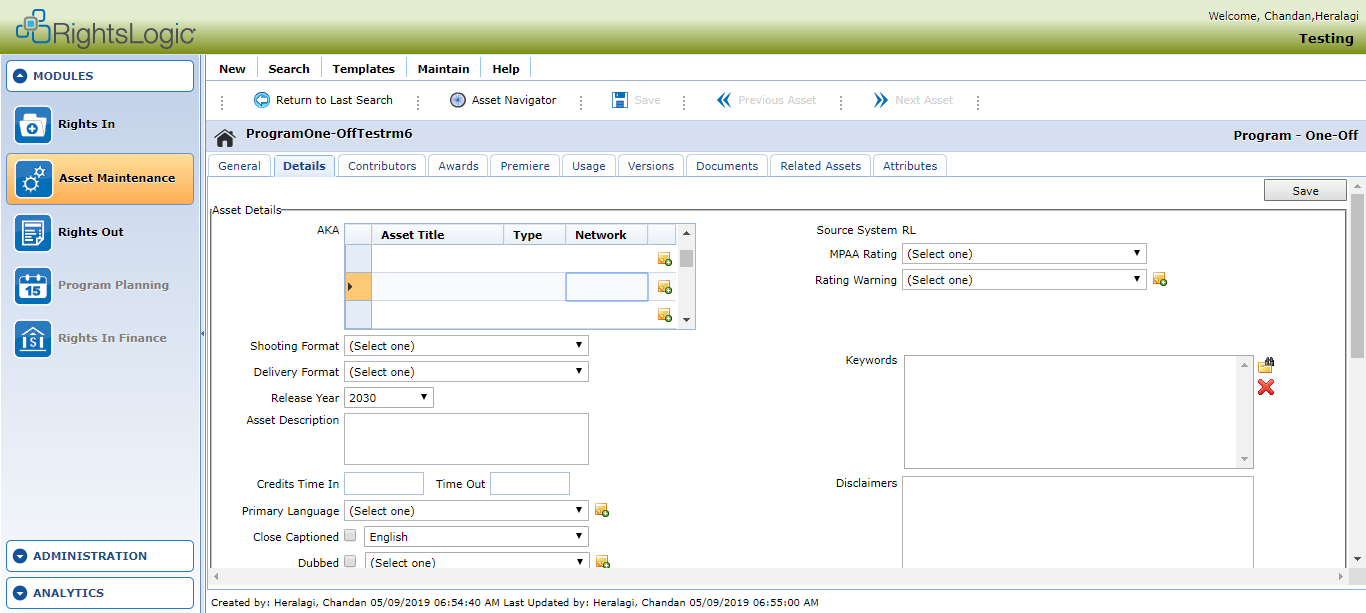 RightsLogic
Welcome, Chandan,Heralagi
Testing
MODULES
Rights In
Asset Maintenance
Rights Out
15
Program Planning
$
Rights In Finance
ADMINISTRATION
ANALYTICS
New Search Templates Maintain Help
Return to Last Search Asset Navigator Save Previous Asset Next Asset
ProgramOne-OffTestrm6 Program - One-Off
General Details Contributors Awards Premiere Usage Versions Documents Related Assets Attributes
Save
Asset Details
AKA Asset Title Type Network
Source System RL
MPAA Rating (Select one)
Rating Warning (Select one)
Shooting Format (Select one)
Delivery Format (Select one)
Release Year 2030
Asset Description
Keywords
Credits Time In Time Out
Disclaimers
Primary Language (Select one)
Close Captioned English
Dubbed (Select one)
Created by: Heralagi, Chandan 05/09/2019 06:54:40 AM Last Updated by: Heralagi, Chandan 05/09/2019 06:55:00 AM